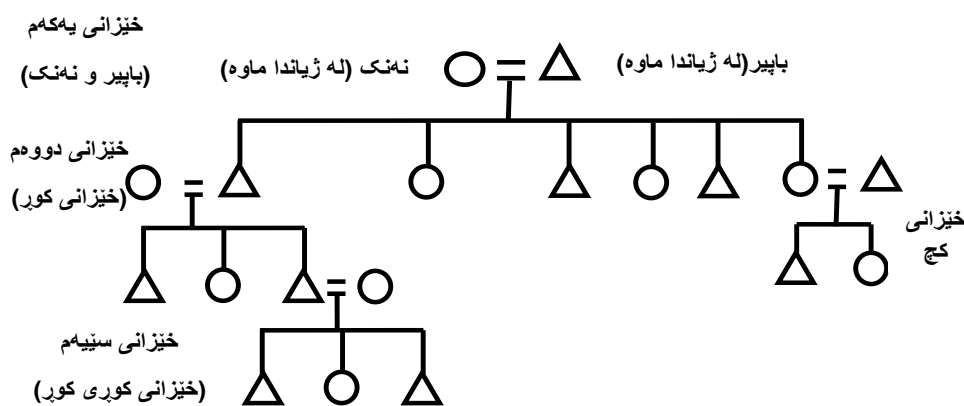 خێزانی یەکەم
(باپیر و نەنک)
باپیر(لە ژیاندا ماوە)
نەنک (لە ژیاندا ماوە)
خێزانی دووەم
(خێزانی کوڕ)
خێزانی
کچ
خێزانی سێیەم
(خێزانی کوڕی کوڕ)